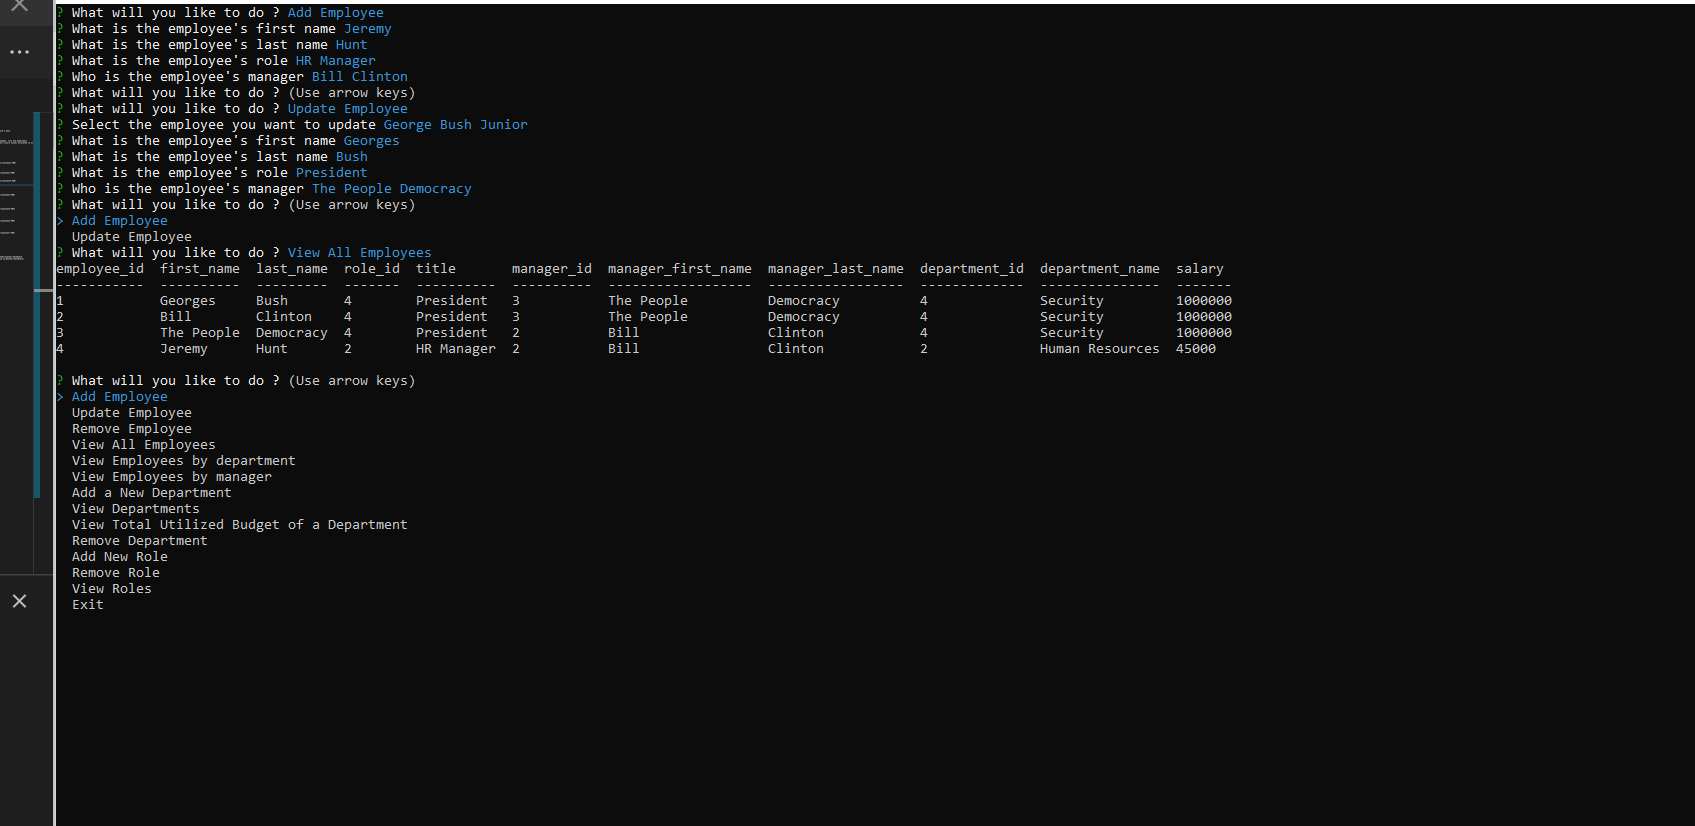 ? What will you like to do ? Add Employee
? What is the employee's first name Jeremy
? What is the employee's last name Hunt
? What is the employee's role HR Manager
? Who is the employee's manager Bill Clinton
? What will you like to do ? (Use arrow keys)
? What will you like to do ? Update Employee
? Select the employee you want to update George Bush Junior
? What is the employee's first name Georges
? What is the employee's last name Bush
? What is the employee's role President
? Who is the employee's manager The People Democracy
? What will you like to do ? (Use arrow keys)
> Add Employee
  Update Employee
? What will you like to do ? View All Employees
employee_id  first_name  last_name  role_id  title       manager_id  manager_first_name  manager_last_name  department_id  department_name  salary
-----------  ----------  ---------  -------  ----------  ----------  ------------------  -----------------  -------------  ---------------  -------
1            Georges     Bush       4        President   3           The People          Democracy          4              Security         1000000
2            Bill        Clinton    4        President   3           The People          Democracy          4              Security         1000000
3            The People  Democracy  4        President   2           Bill                Clinton            4              Security         1000000
4            Jeremy      Hunt       2        HR Manager  2           Bill                Clinton            2              Human Resources  45000
? What will you like to do ? (Use arrow keys)
> Add Employee
  Update Employee
  Remove Employee
  View All Employees
  View Employees by department
  View Employees by manager
  Add a New Department
  View Departments
  View Total Utilized Budget of a Department
  Remove Department
  Add New Role
  Remove Role
  View Roles
  Exit